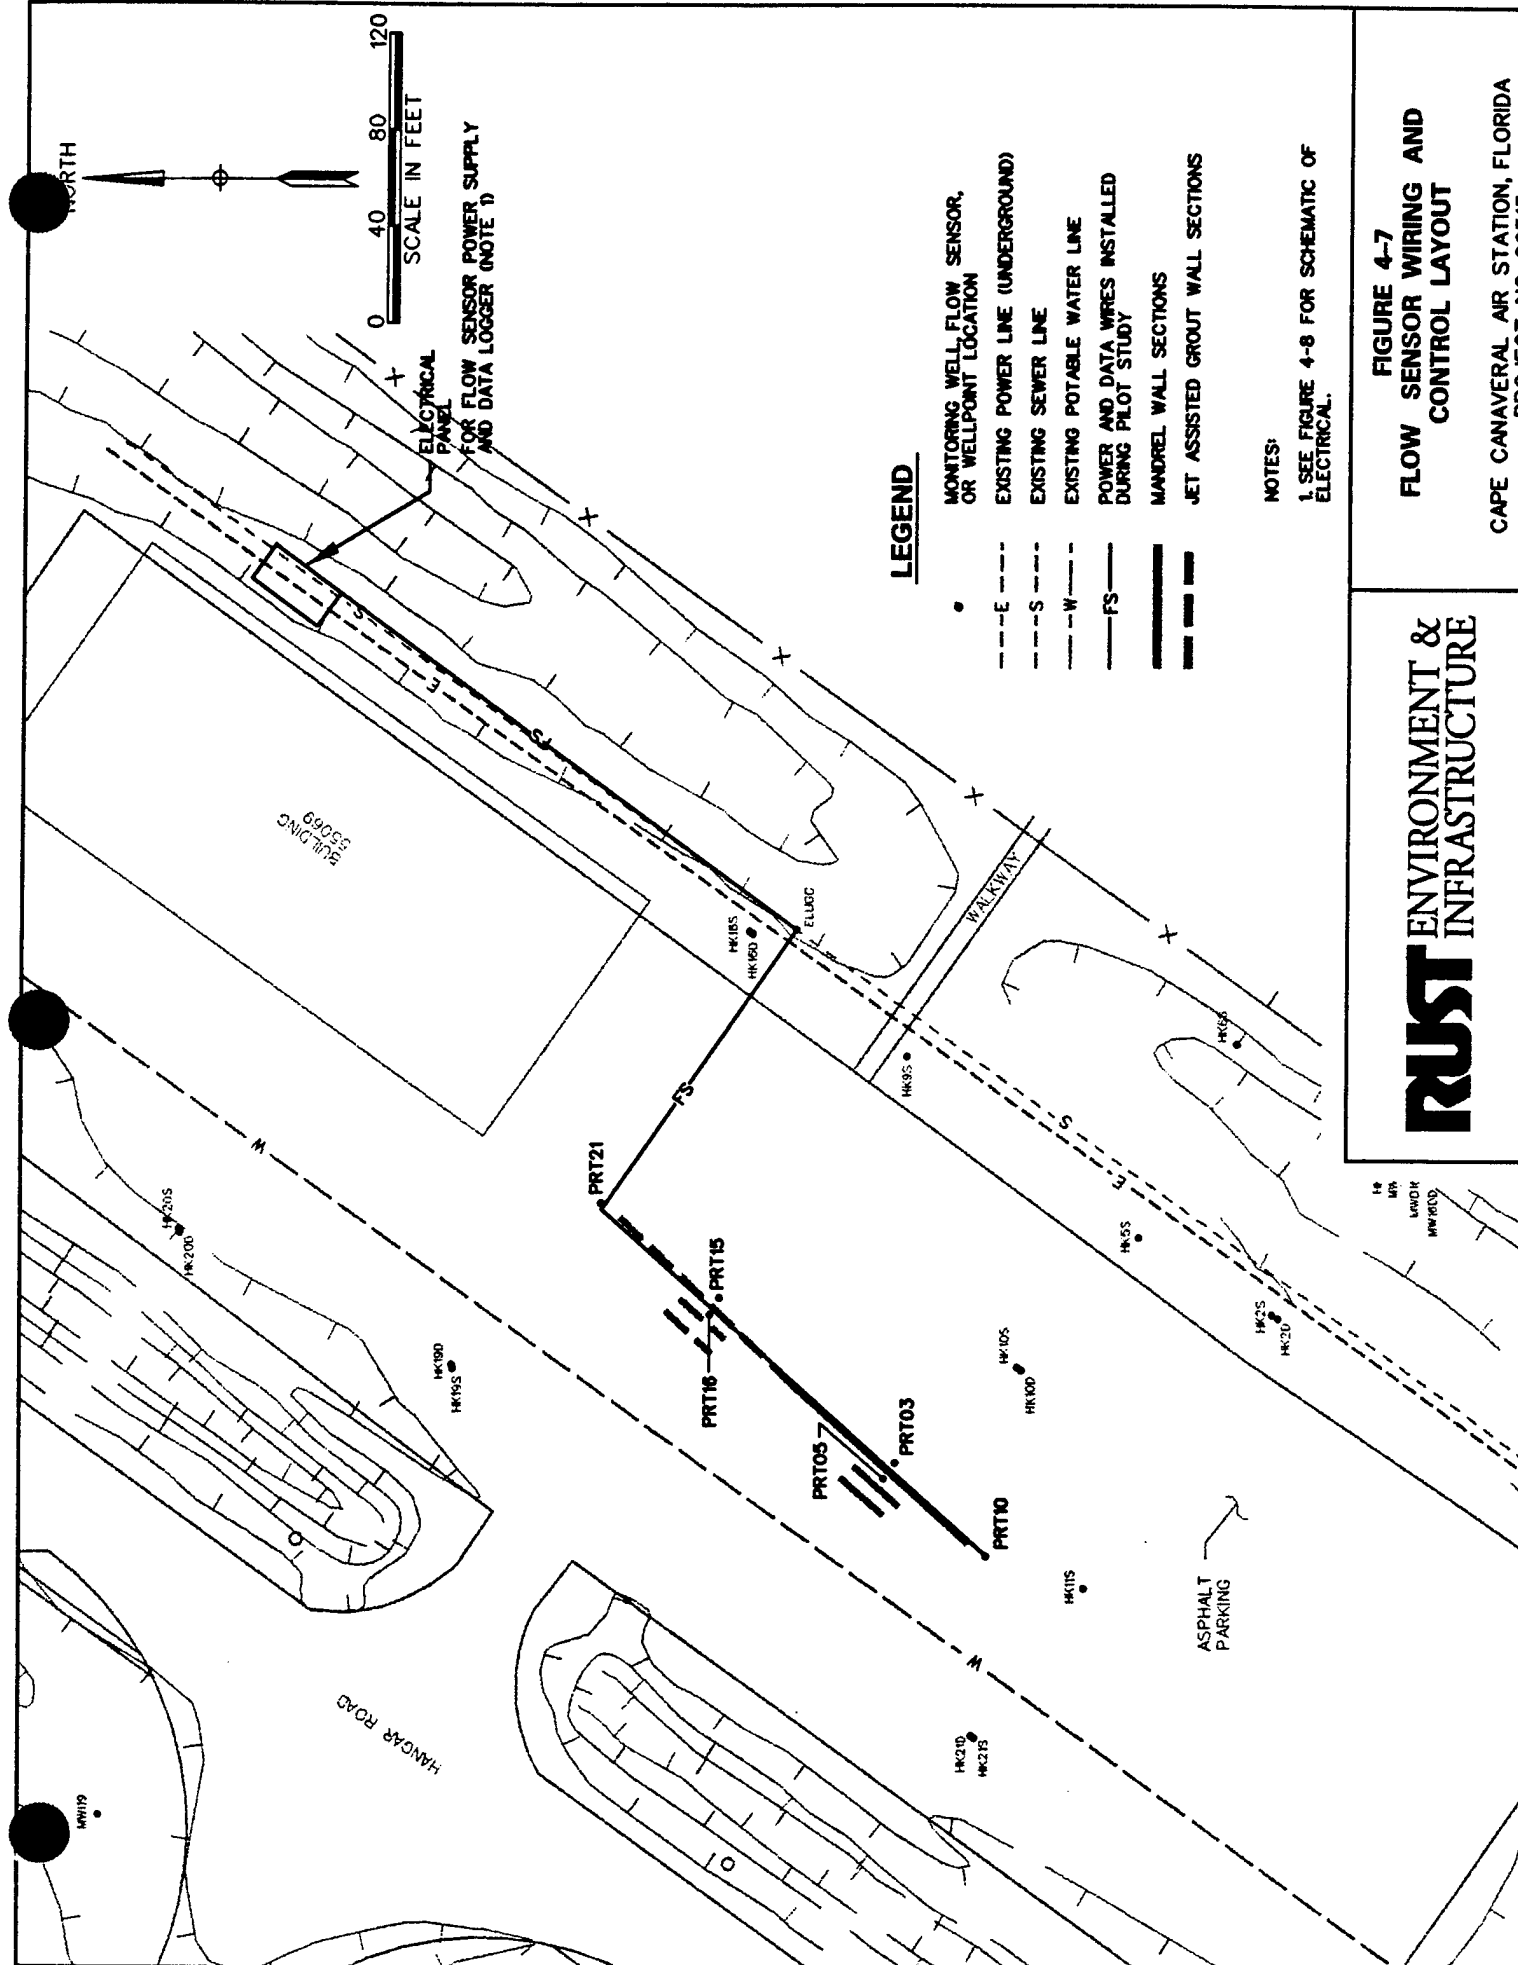 NORTH
0 40 80 120
SCALE IN FEET
ELECTRICAL
PANEL
FOR FLOW SENSOR POWER SUPPLY
AND DATA LOGGER (NOTE 1)
BUILDING
55069
S
E
FS
HK16D
ELUGC
WALKWAY
FS
W
HK20S
HK20D
HK19D
HK19S
PRT21
PRT15
PRT16
PRT05
PRT03
PRT10
HK9S
HK10S
HK10D
HK11S
HK5S
HK2S
HK2D
S
E
W
HK21D
HK21S
HANGAR ROAD
ASPHALT
PARKING
LEGEND
MONITORING WELL, FLOW SENSOR,
OR WELLPOINT LOCATION
E EXISTING POWER LINE (UNDERGROUND)
S EXISTING SEWER LINE
W EXISTING POTABLE WATER LINE
FS POWER AND DATA WIRES INSTALLED
DURING PILOT STUDY
MANDREL WALL SECTIONS
JET ASSISTED GROUT WALL SECTIONS
NOTES:
1. SEE FIGURE 4-8 FOR SCHEMATIC OF
ELECTRICAL.
RUST ENVIRONMENT &
INFRASTRUCTURE
FIGURE 4-7
FLOW SENSOR WIRING AND
CONTROL LAYOUT
CAPE CANAVERAL AIR STATION, FLORIDA